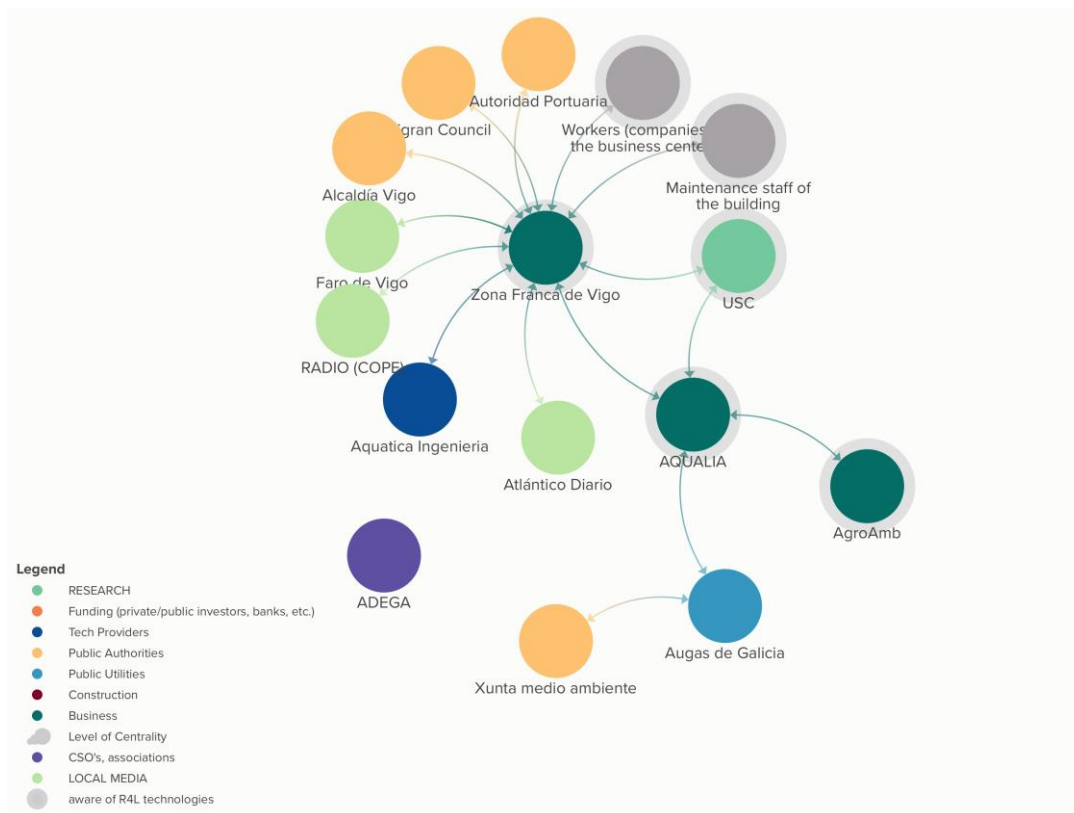 Autoridad Portuaria
gran Council
Workers (companies
the business cente
Alcaldía Vigo
Maintenance staff of
the building
Faro de Vigo
Zona Franca de Vigo
USC
RADIO (COPE)
Aquatica Ingenieria
AQUALIA
Atlántico Diario
AgroAmb
ADEGA
Augas de Galicia
Xunta medio ambiente
Legend
RESEARCH
Funding (private/public investors, banks, etc.)
Tech Providers
Public Authorities
Public Utilities
Construction
Business
Level of Centrality
CSO's, associations
LOCAL MEDIA
aware of R4L technologies